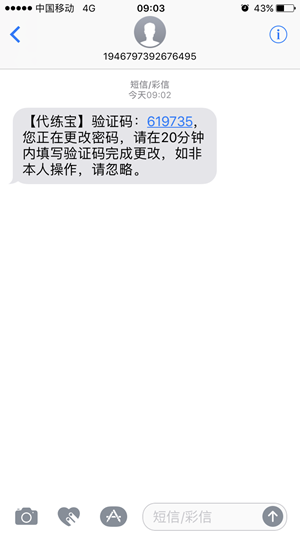 中国移动 4G 09:03 43%
1946797392676495
短信/彩信
今天09:02
【代练宝】验证码：619735，
您正在更改密码，请在20分钟
内填写验证码完成更改，如非
本人操作，请忽略。
短信/彩信